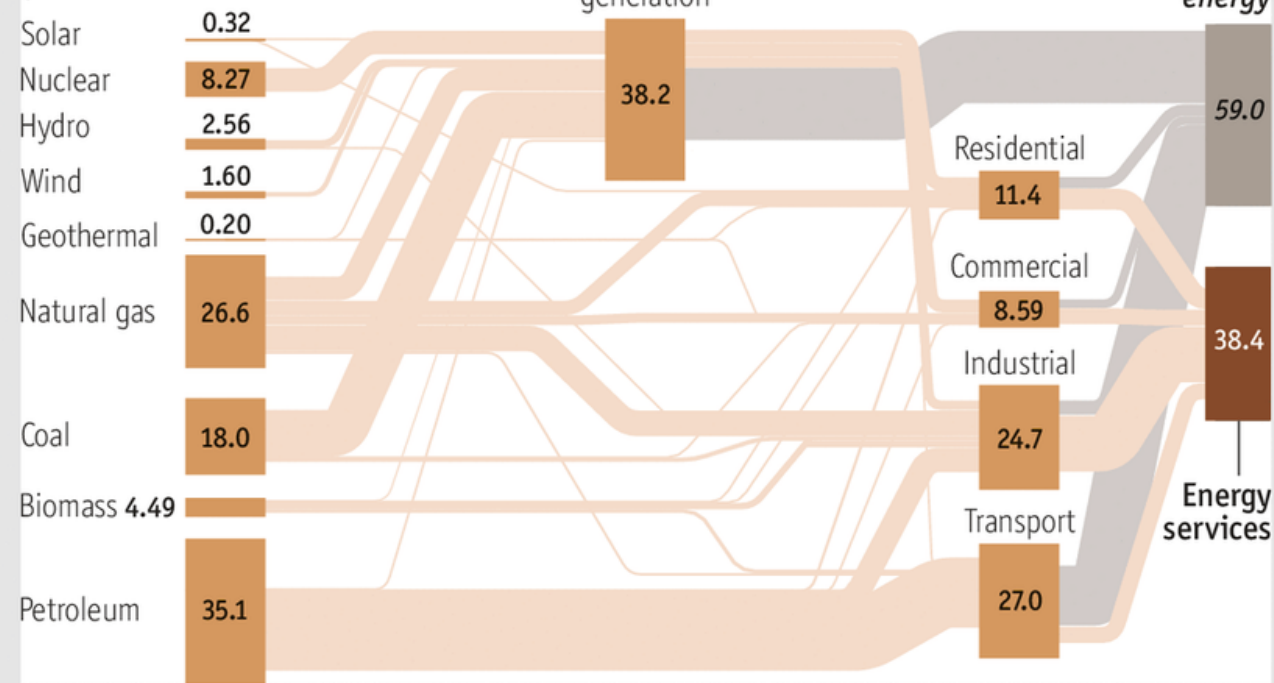 generation
energy
Solar 0.32
Nuclear 8.27
Hydro 2.56
Wind 1.60
Geothermal 0.20
Natural gas 26.6
Coal 18.0
Biomass 4.49
Petroleum 35.1
38.2
Residential
11.4
Commercial
8.59
Industrial
24.7
Transport
27.0
59.0
38.4
Energy
services